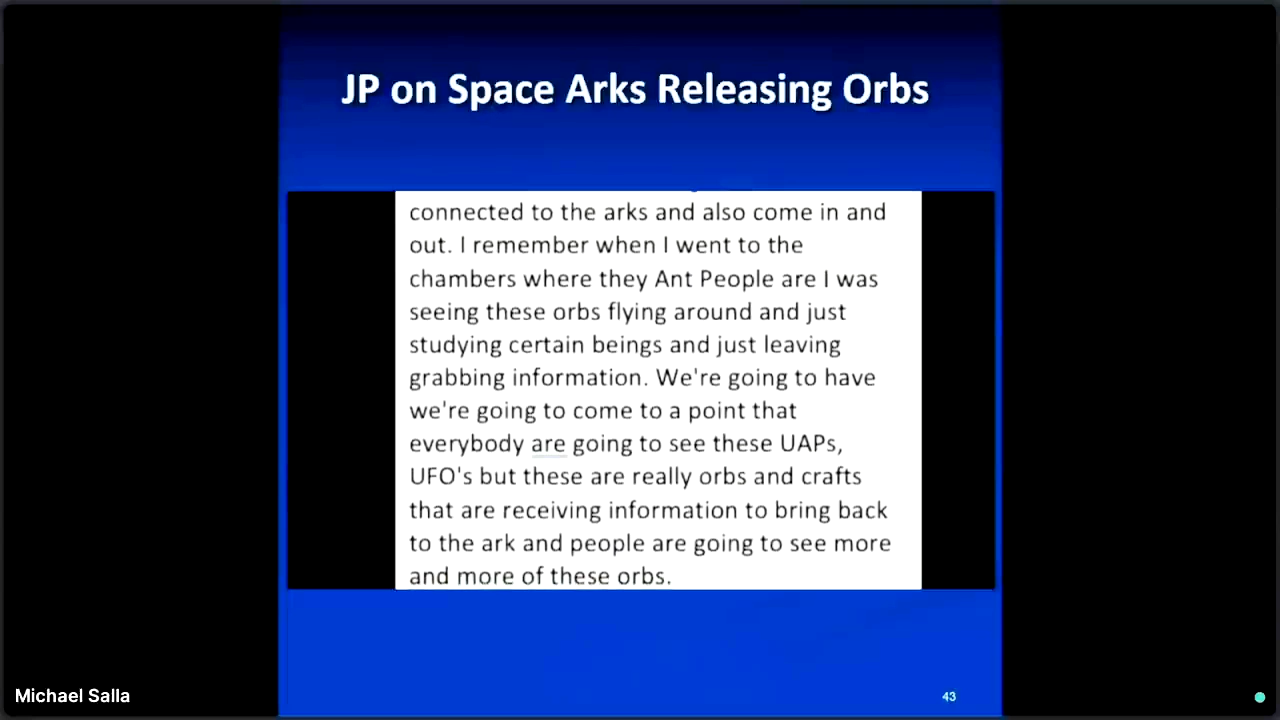 JP on Space Arks Releasing Orbs
connected to the arks and also come in and
out. I remember when I went to the
chambers where they Ant People are I was
seeing these orbs flying around and just
studying certain beings and just leaving
grabbing information. We're going to have
we're going to come to a point that
everybody are going to see these UAPs,
UFO's but these are really orbs and crafts
that are receiving information to bring back
to the ark and people are going to see more
and more of these orbs.
Michael Salla
43